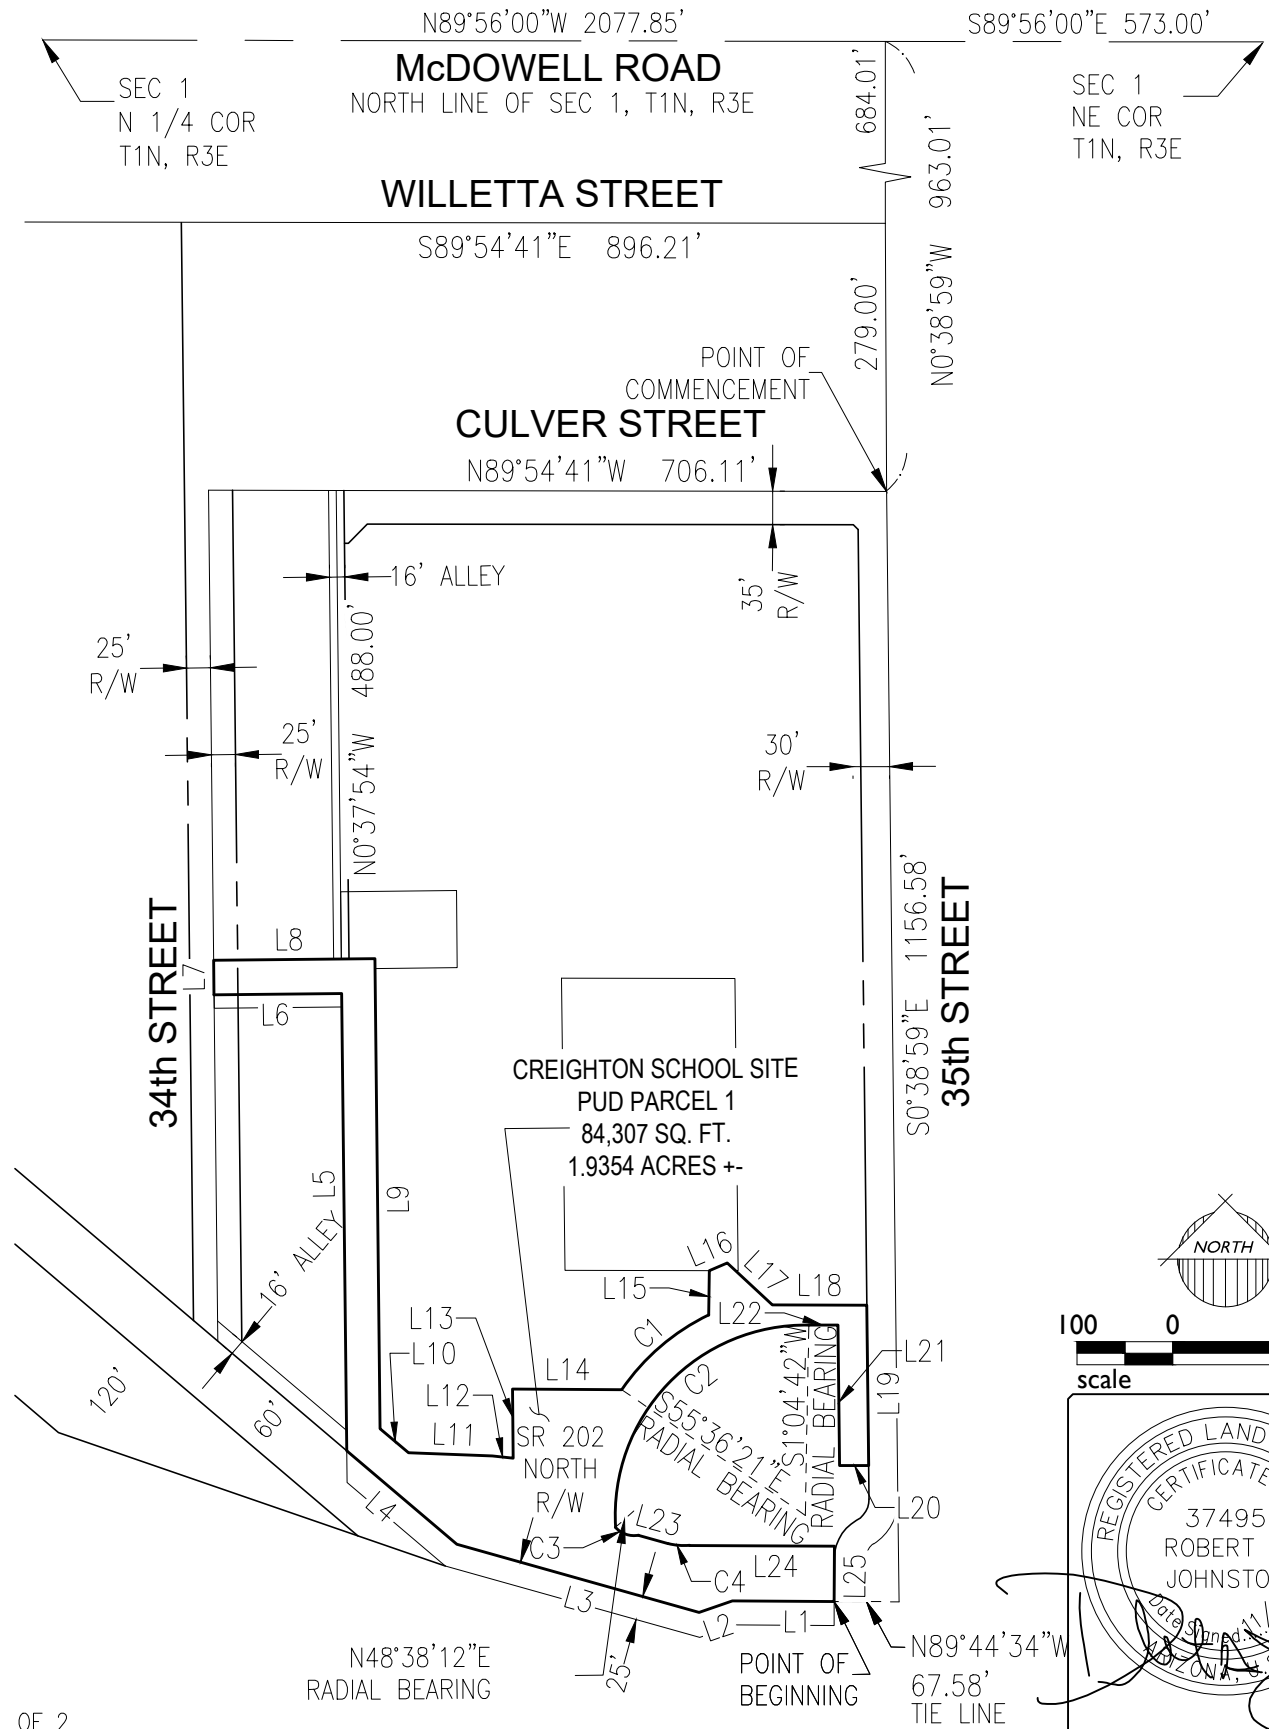 N89°56'00"W 2077.85'
S89°56'00"E 573.00'
McDOWELL ROAD
NORTH LINE OF SEC 1, T1N, R3E
SEC 1
N 1/4 COR
T1N, R3E
SEC 1
NE COR
T1N, R3E
684.01'
N0°38'59"W 963.01'
WILLETTA STREET
S89°54'41"E 896.21'
279.00'
POINT OF
COMMENCEMENT
CULVER STREET
N89°54'41"W 706.11'
16' ALLEY
35'
R/W
25'
R/W
N0°37'54"W 488.00'
25'
R/W
30'
R/W
34th STREET
35th STREET
S0°38'59"E 1156.58'
L8
L7
L6
CREIGHTON SCHOOL SITE
PUD PARCEL 1
84,307 SQ. FT.
1.9354 ACRES +-
L5
L9
16' ALLEY
L16
L17
L15
L18
L22
L13
C1
L10
L14
L12
L11
C2
L21
L19
S1°04'42"W
RADIAL BEARING
S55°36'21"E
RADIAL BEARING
120'
60'
SR 202
NORTH
R/W
L4
L20
L23
C3
C4
L24
L25
L3
L2
L1
25'
N48°38'12"E
RADIAL BEARING
POINT OF
BEGINNING
N89°44'34"W
67.58'
TIE LINE
NORTH
100 0
scale
REGISTERED LAND
CERTIFICATE
37495
ROBERT
JOHNSTO
Date Signed.11
ARIZONA, U.S.
OF 2